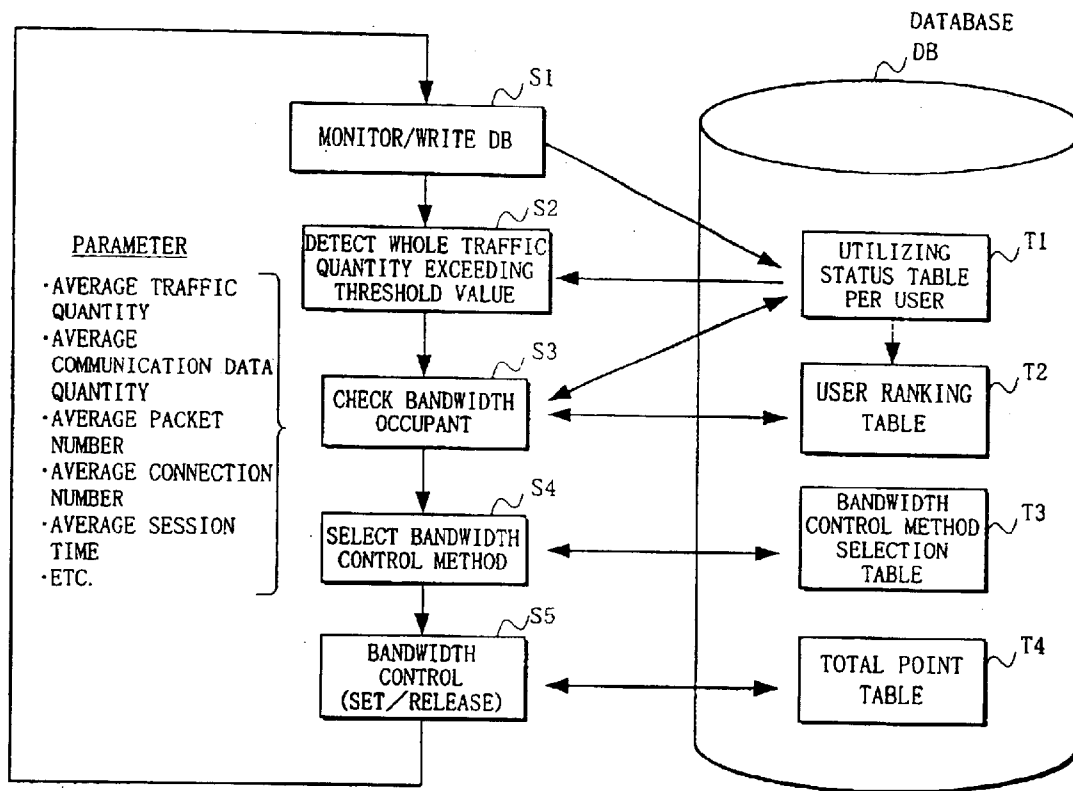 DATABASE
DB
S1
MONITOR/WRITE DB
S2
DETECT WHOLE TRAFFIC
QUANTITY EXCEEDING
THRESHOLD VALUE
PARAMETER
·AVERAGE TRAFFIC
QUANTITY
·AVERAGE
COMMUNICATION DATA
QUANTITY
·AVERAGE PACKET
NUMBER
·AVERAGE CONNECTION
NUMBER
·AVERAGE SESSION
TIME
·ETC.
S3
CHECK BANDWIDTH
OCCUPANT
S4
SELECT BANDWIDTH
CONTROL METHOD
S5
BANDWIDTH
CONTROL
(SET/RELEASE)
T1
UTILIZING
STATUS TABLE
PER USER
T2
USER RANKING
TABLE
T3
BANDWIDTH
CONTROL METHOD
SELECTION
TABLE
T4
TOTAL POINT
TABLE